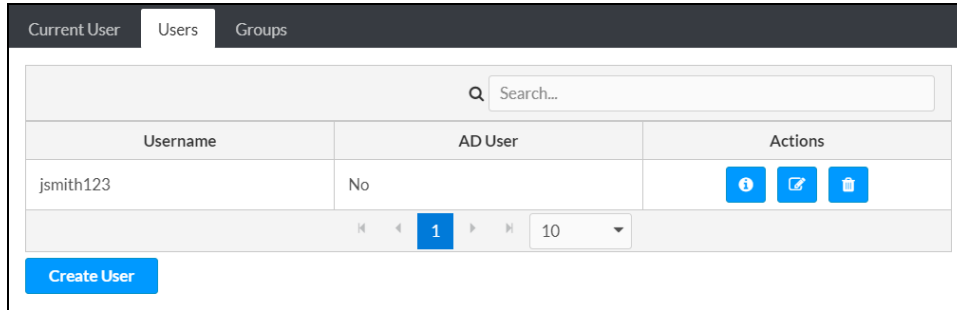 Current User Users Groups
Search...
Username AD User Actions
jsmith123 No
1 10
Create User